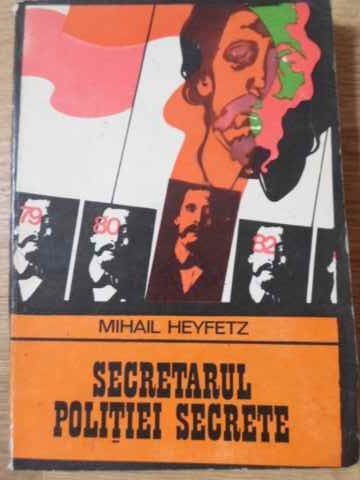 79
80
82
MIHAIL HEYFETZ
SECRETARUL
POLIȚIEI SECRETE